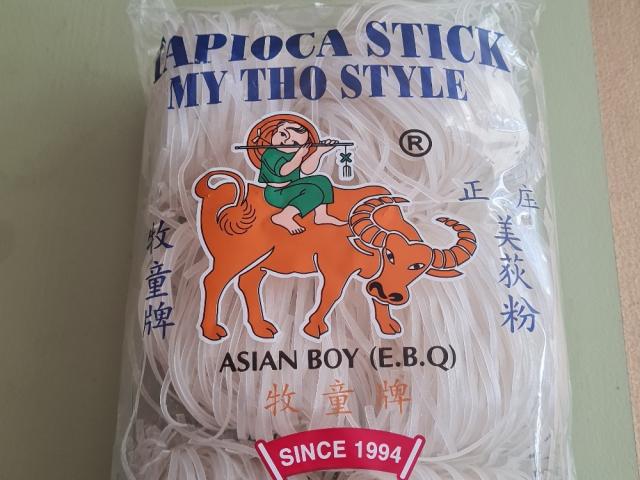 TAPIOCA STICK
MY THO STYLE
®
正庄
美荻粉
牧童牌
ASIAN BOY (E.B.Q)
牧童牌
SINCE 1994